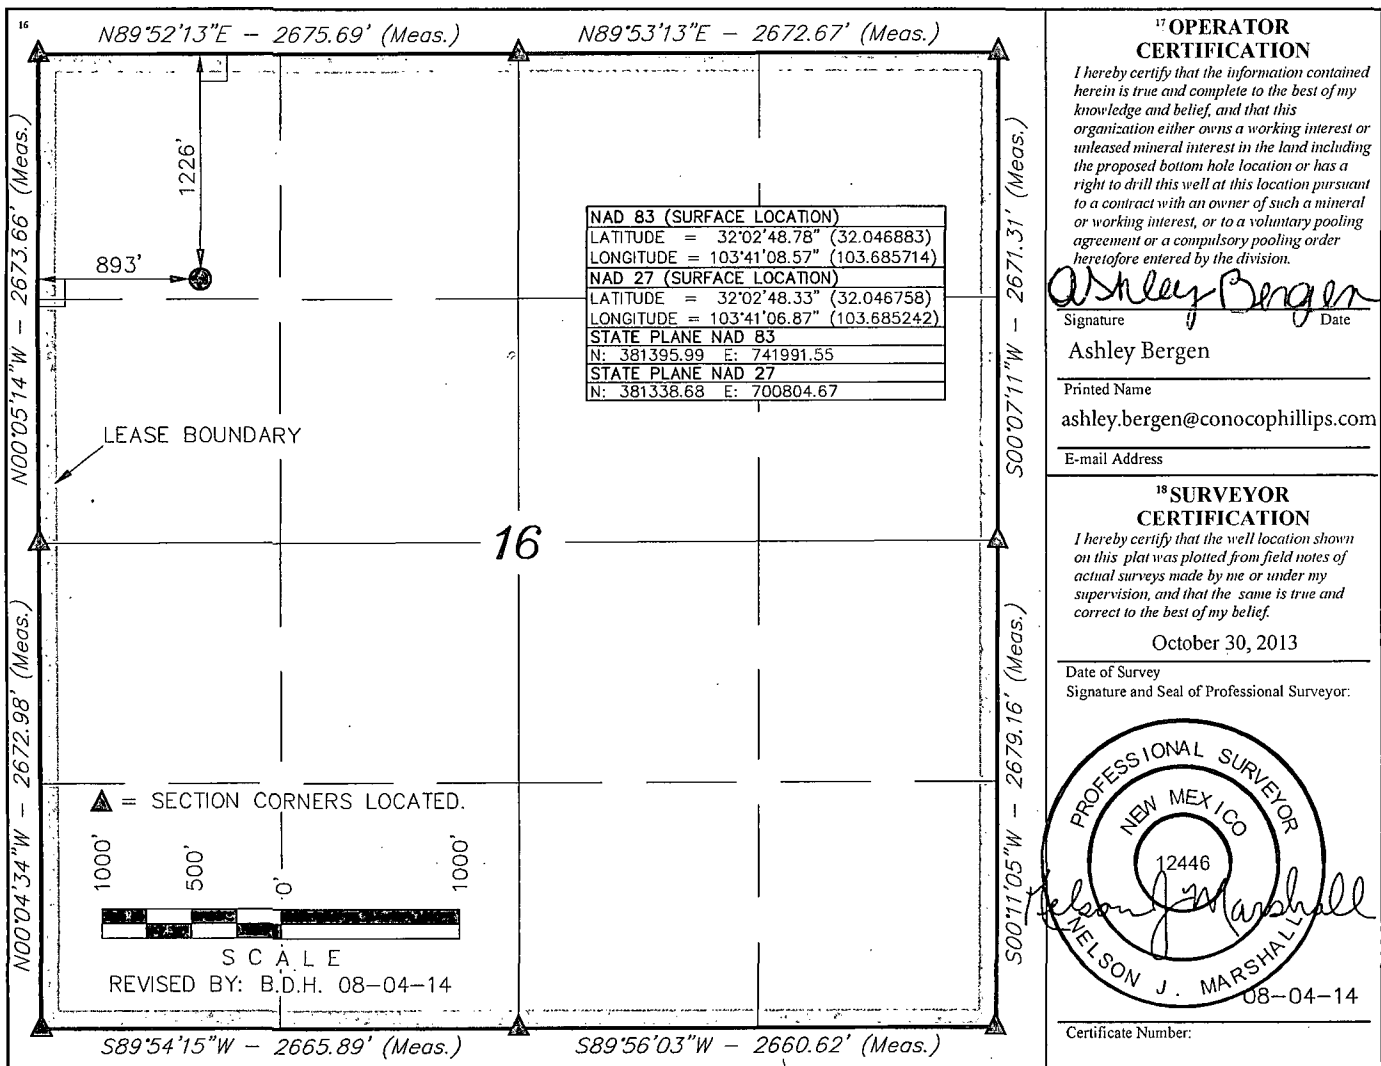 16
N89°52'13"E - 2675.69' (Meas.)
N89°53'13"E - 2672.67' (Meas.)
N00°05'14"W - 2673.66' (Meas.)
1226'
893'
NAD 83 (SURFACE LOCATION)
LATITUDE = 32°02'48.78" (32.046883)
LONGITUDE = 103°41'08.57" (103.685714)
NAD 27 (SURFACE LOCATION)
LATITUDE = 32°02'48.33" (32.046758)
LONGITUDE = 103°41'06.87" (103.685242)
STATE PLANE NAD 83
N: 381395.99 E: 741991.55
STATE PLANE NAD 27
N: 381338.68 E: 700804.67
S00°07'11"W - 2671.31' (Meas.)
LEASE BOUNDARY
16
N00°04'34"W - 2672.98' (Meas.)
S00°11'05"W - 2679.16' (Meas.)
= SECTION CORNERS LOCATED.
1000'
500'
0'
1000'
SCALE
REVISED BY: B.D.H. 08-04-14
S89°54'15"W - 2665.89' (Meas.)
S89°56'03"W - 2660.62' (Meas.)
17 OPERATOR
CERTIFICATION
I hereby certify that the information contained
herein is true and complete to the best of my
knowledge and belief, and that this
organization either owns a working interest or
unleased mineral interest in the land including
the proposed bottom hole location or has a
right to drill this well at this location pursuant
to a contract with an owner of such a mineral
or working interest, or to a voluntary pooling
agreement or a compulsory pooling order
heretofore entered by the division.
Ashley Bergen
Signature Date
Ashley Bergen
Printed Name
ashley.bergen@conocophillips.com
E-mail Address
18 SURVEYOR
CERTIFICATION
I hereby certify that the well location shown
on this plat was plotted from field notes of
actual surveys made by me or under my
supervision, and that the same is true and
correct to the best of my belief.
October 30, 2013
Date of Survey
Signature and Seal of Professional Surveyor:
PROFESSIONAL SURVEYOR
NEW MEXICO
12446
Nelson J. Marshall
NELSON J. MARSHALL
08-04-14
Certificate Number: